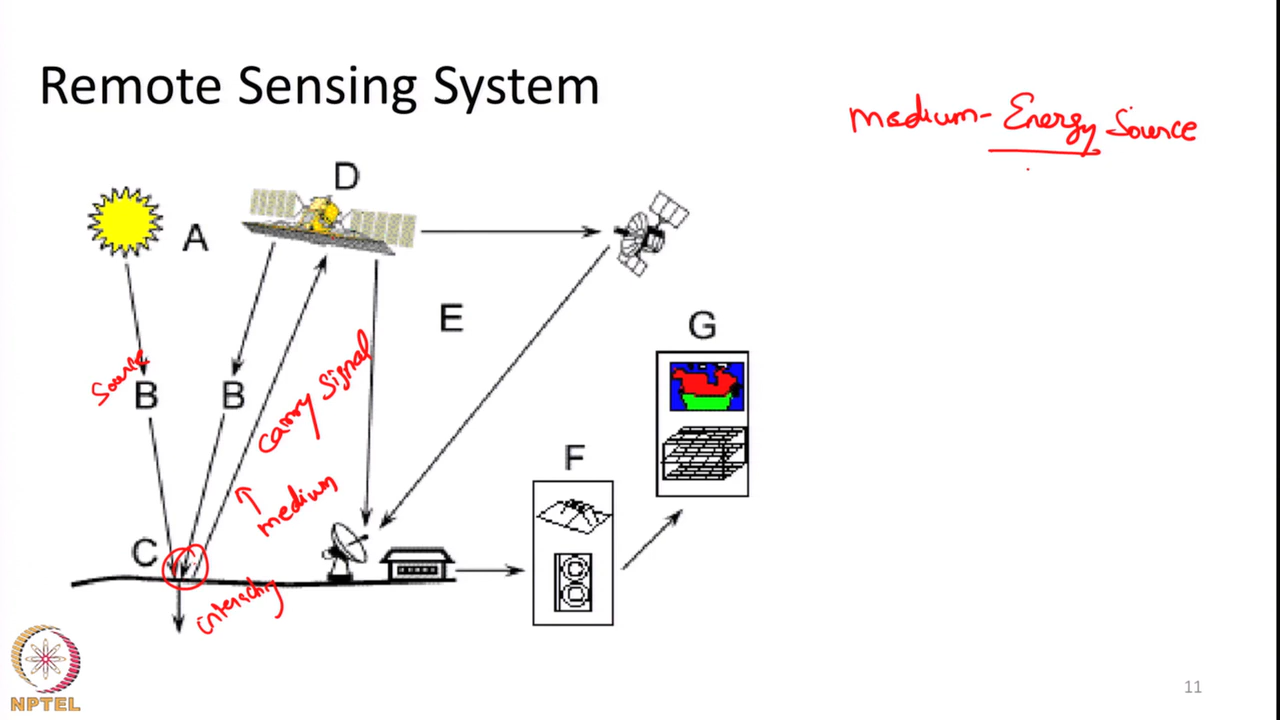 Remote Sensing System
medium- Energy Source
D
A
E
G
Source
B
B
carry signal
F
medium
C
interacting
NPTEL
11